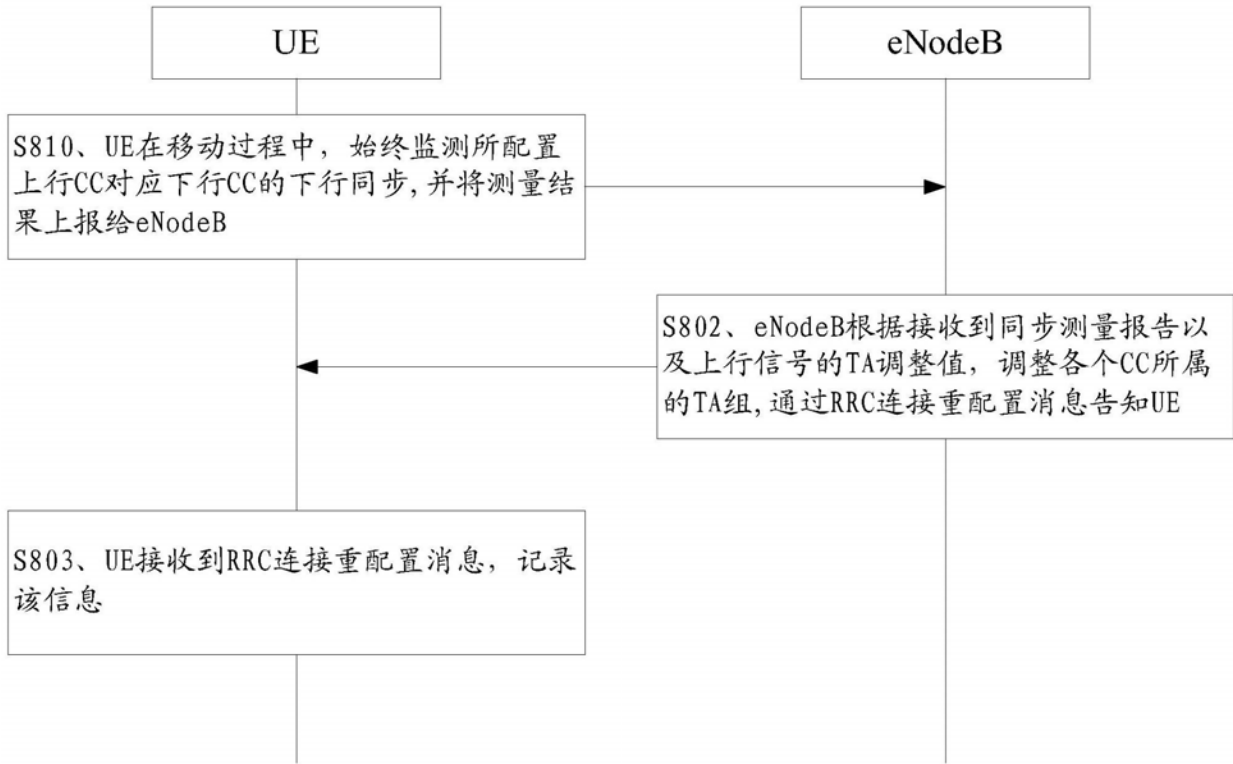 UE
eNodeB
S810、UE在移动过程中，始终监测所配置
上行CC对应下行CC的下行同步,并将测量结
果上报给eNodeB
S802、eNodeB根据接收到同步测量报告以
及上行信号的TA调整值，调整各个CC所属
的TA组,通过RRC连接重配置消息告知UE
S803、UE接收到RRC连接重配置消息，记录
该信息